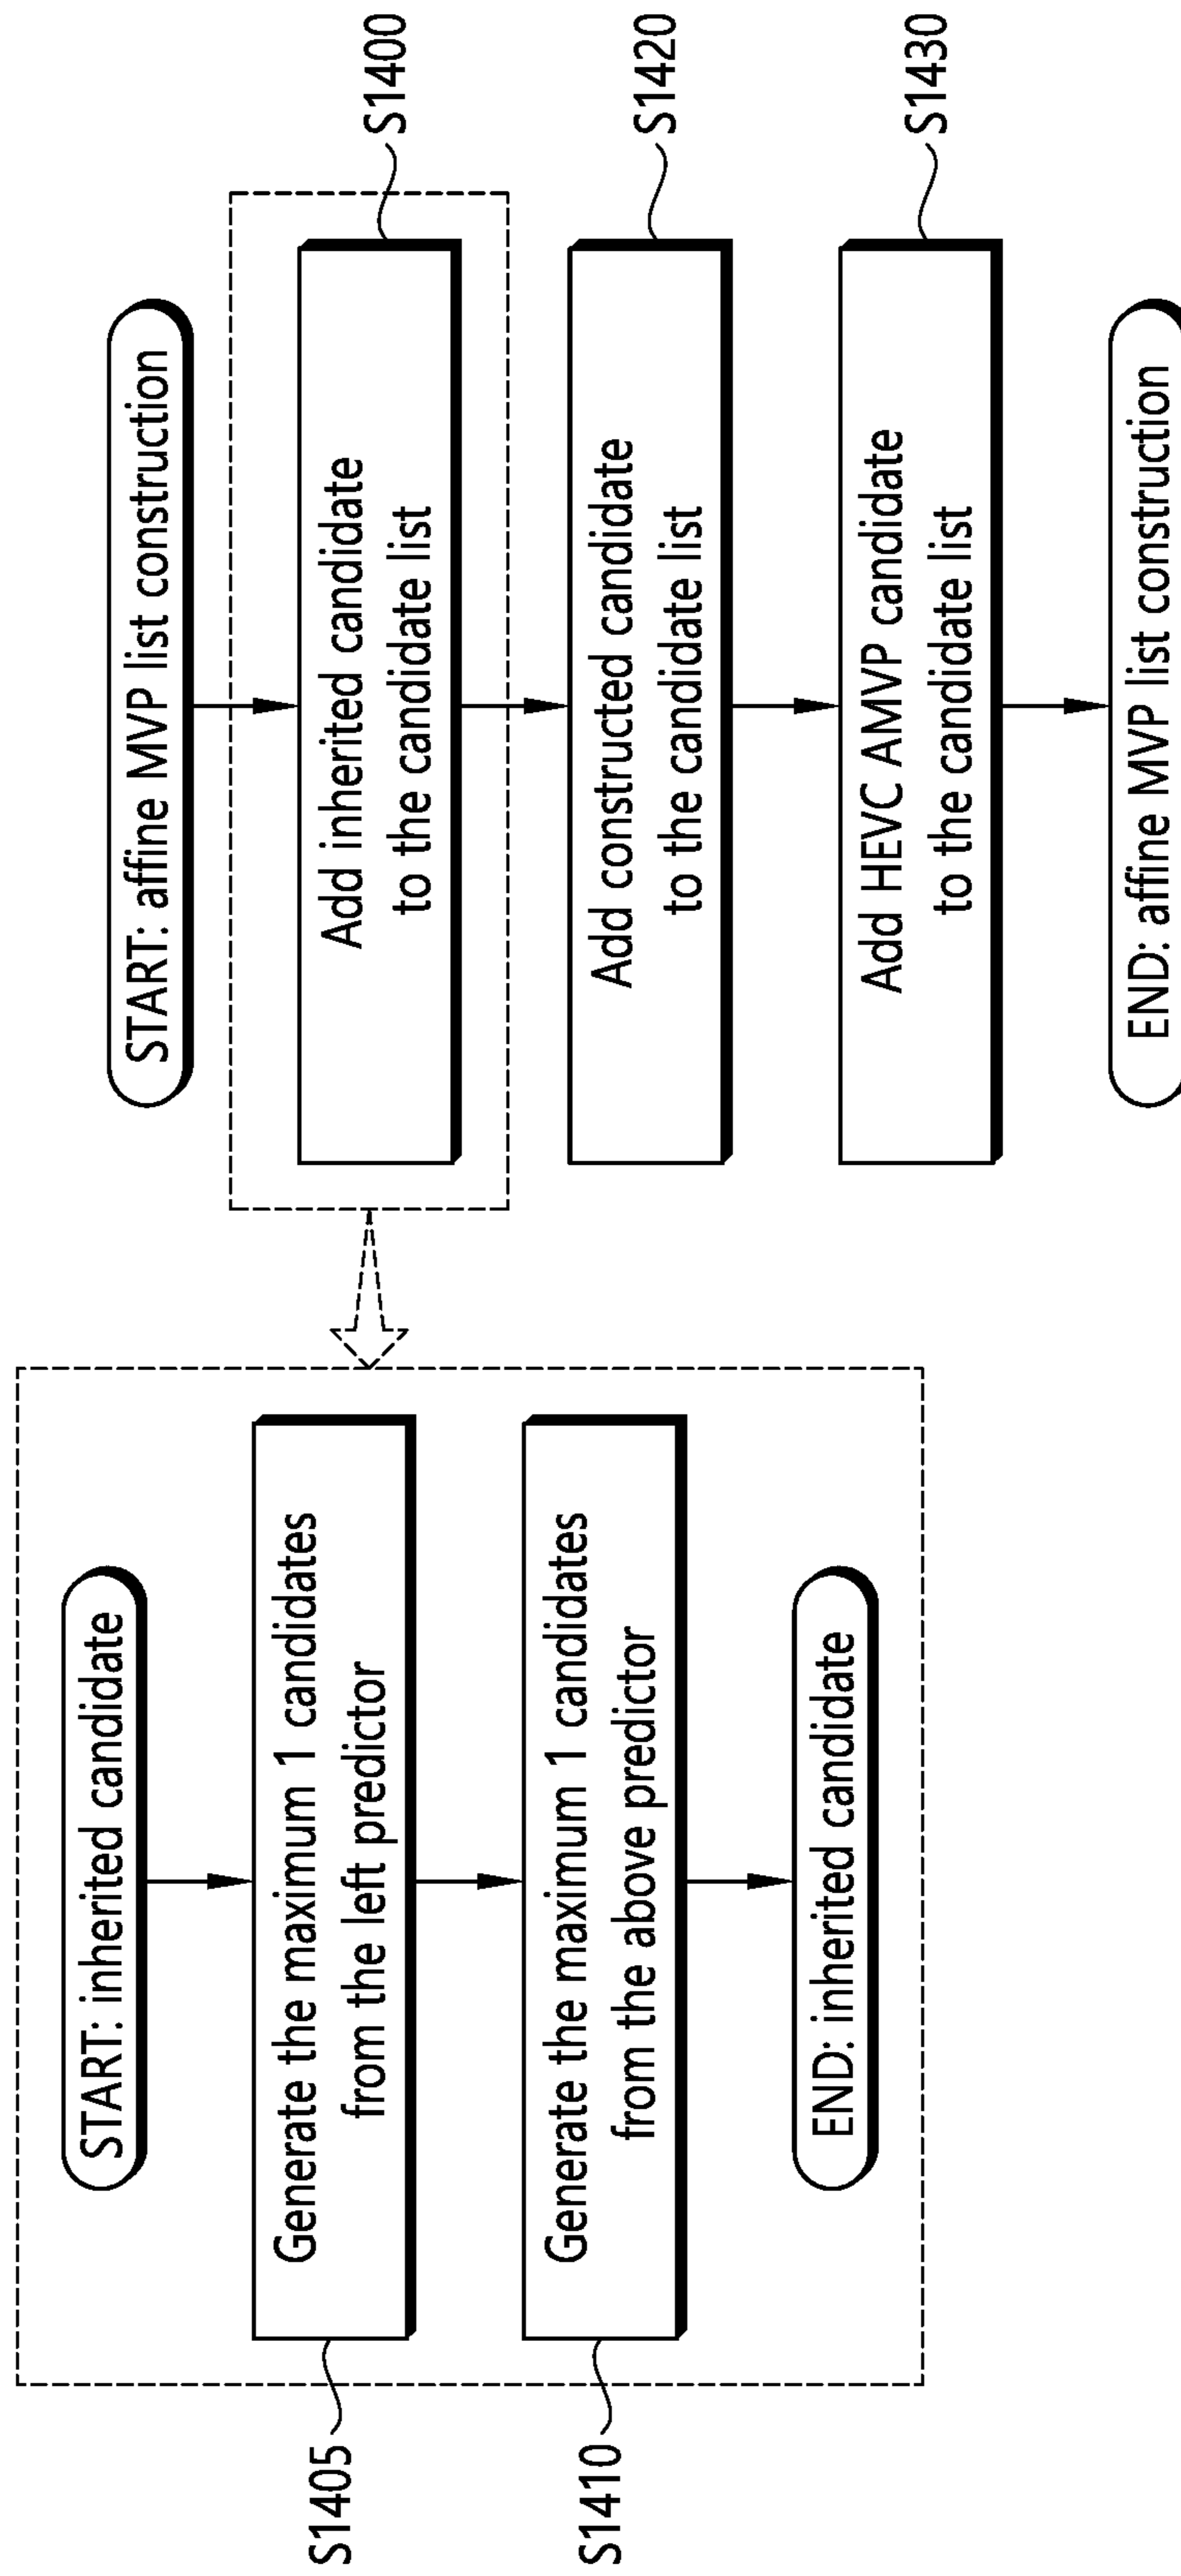 START: inherited candidate
S1405
Generate the maximum 1 candidates
from the left predictor
S1410
Generate the maximum 1 candidates
from the above predictor
END: inherited candidate
START: affine MVP list construction
Add inherited candidate
to the candidate list
S1400
Add constructed candidate
to the candidate list
S1420
Add HEVC AMVP candidate
to the candidate list
S1430
END: affine MVP list construction